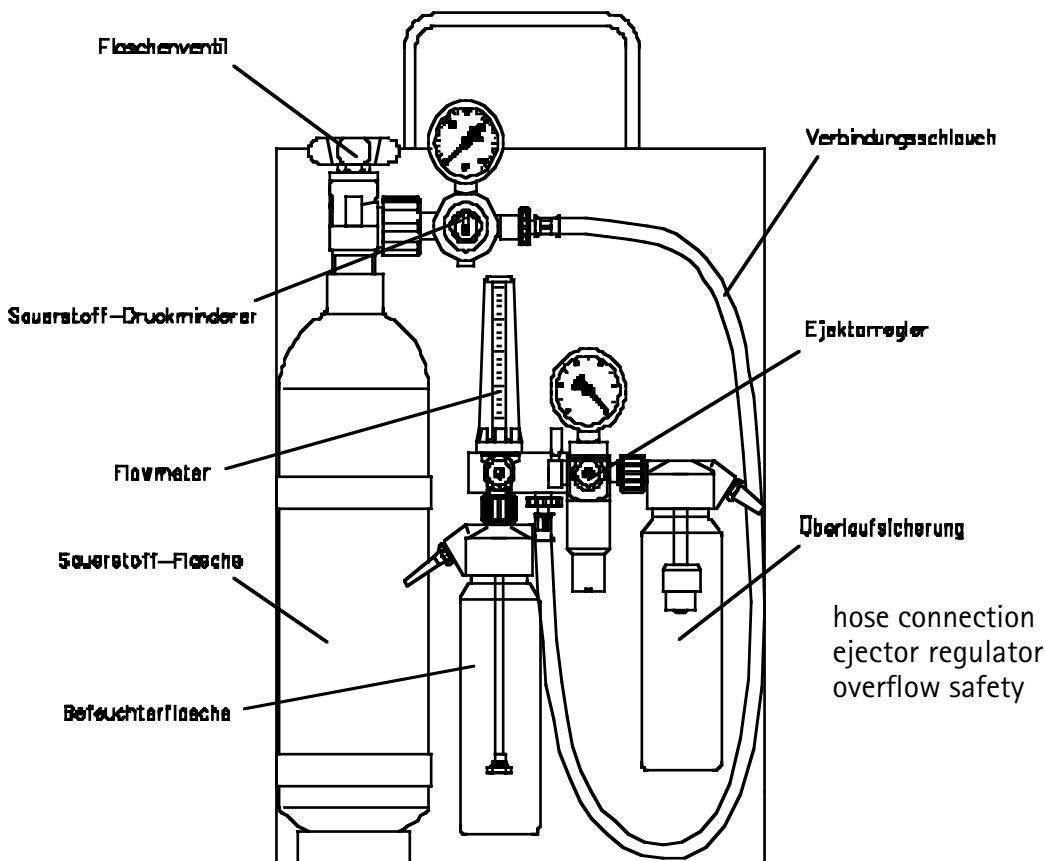 Flaschenventil
Verbindungsschlauch
Sauerstoff-Druckminderer
Ejektorregler
Flowmeter
Überlaufsicherung
Sauerstoff-Flasche
hose connection
ejector regulator
overflow safety
Befeuchterflasche